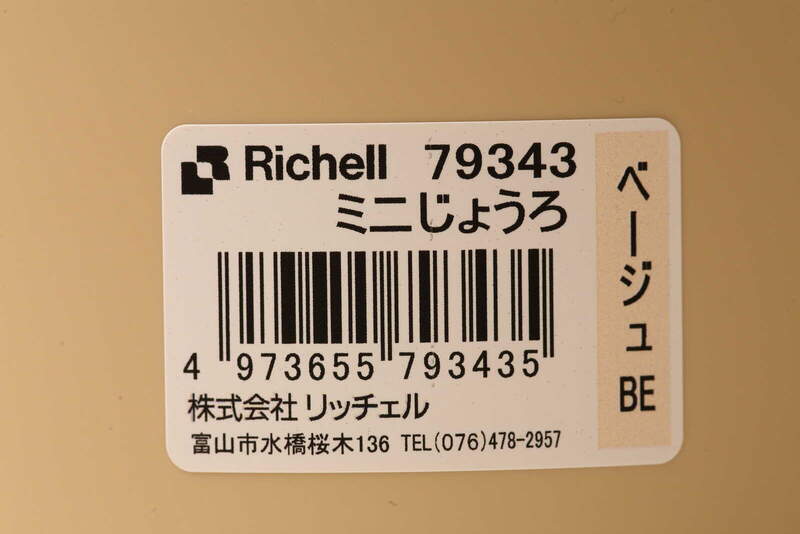 Richell 79343
ミニじょうろ
4 973655 793435
株式会社 リッチェル
富山市水橋桜木136 TEL(076)478-2957
ベージュ
BE